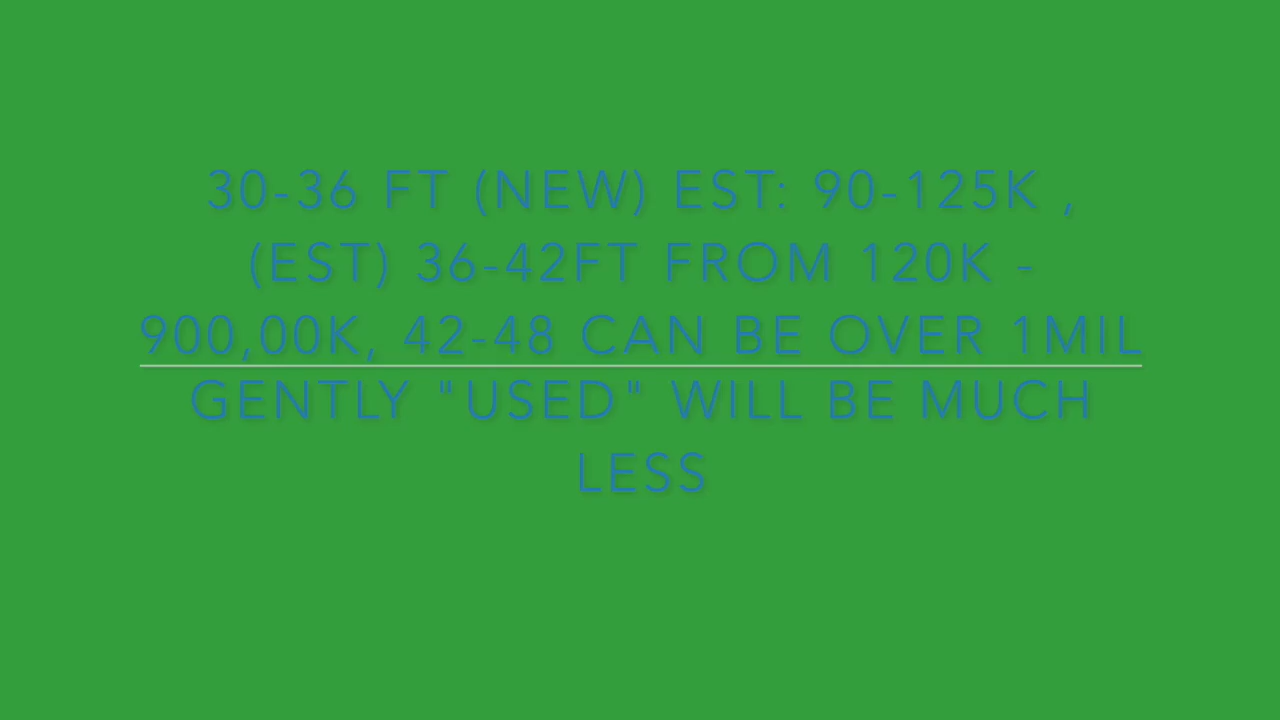 30-36 FT (NEW) EST: 90-125K ,
(EST) 36-42FT FROM 120K -
900,00K, 42-48 CAN BE OVER 1MIL
GENTLY "USED" WILL BE MUCH
LESS